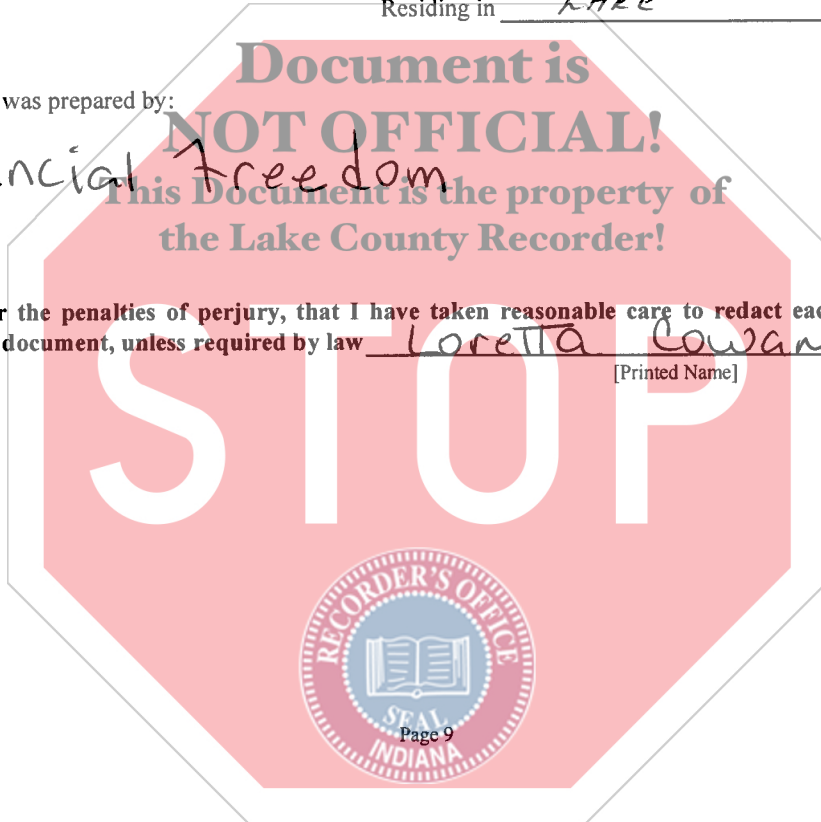 Residing in LAKE
Document is
was prepared by:
NOT OFFICIAL!
ncial Freedom
This Document is the property of
the Lake County Recorder!
r the penalties of perjury, that I have taken reasonable care to redact eac
document, unless required by law Loretta Cowan
[Printed Name]
STOP
RECORDER'S OFFICE
SEAL
Page 9
INDIANA